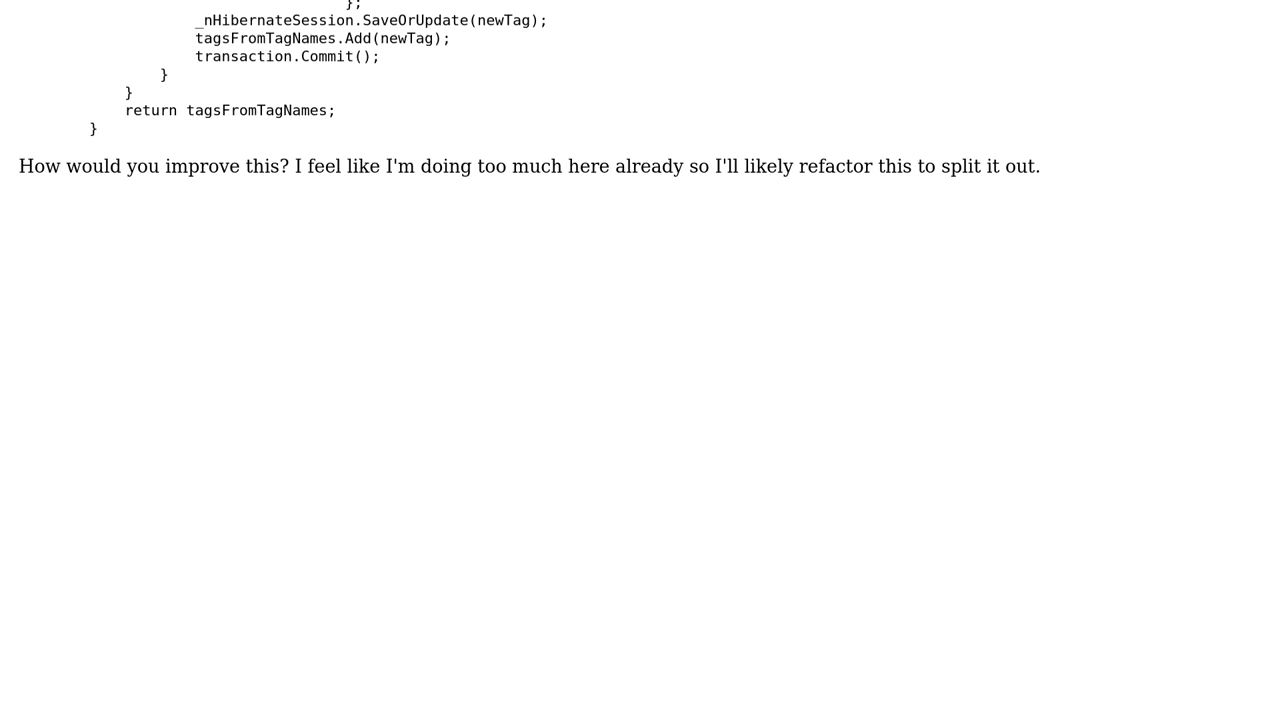 };
_nHibernateSession.SaveOrUpdate(newTag);
tagsFromTagNames.Add(newTag);
transaction.Commit();
}
}
return tagsFromTagNames;
}
How would you improve this? I feel like I'm doing too much here already so I'll likely refactor this to split it out.